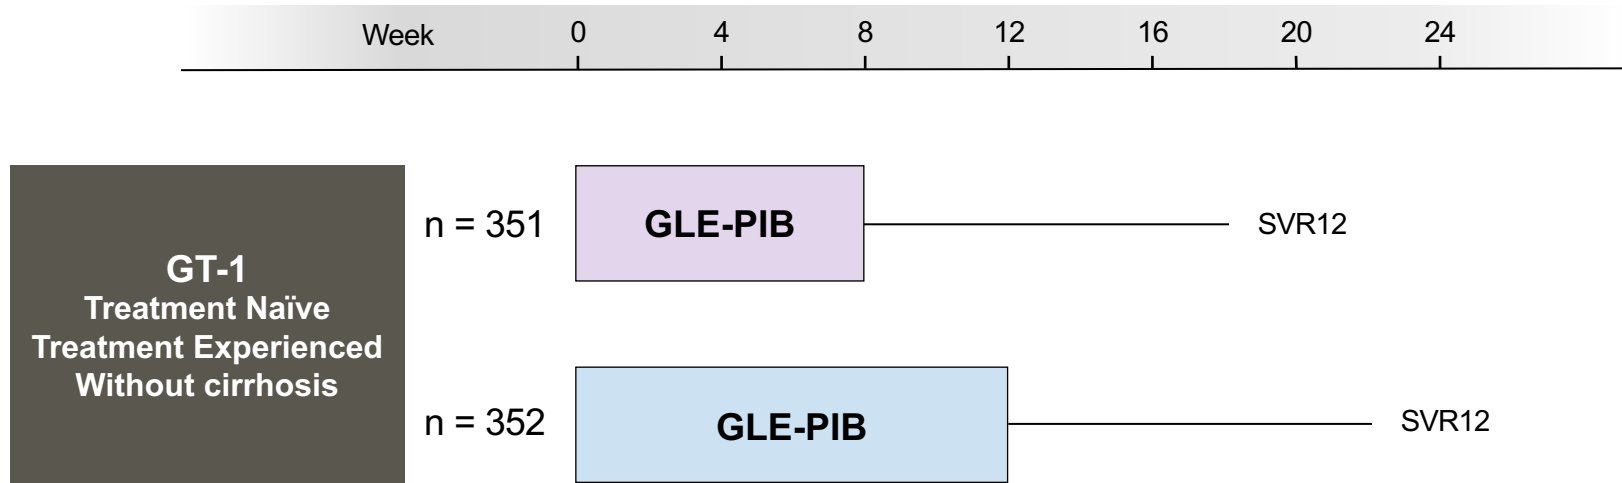 Week 0 4 8 12 16 20 24
GT-1
Treatment Naïve
Treatment Experienced
Without cirrhosis
n = 351 GLE-PIB SVR12
n = 352 GLE-PIB SVR12